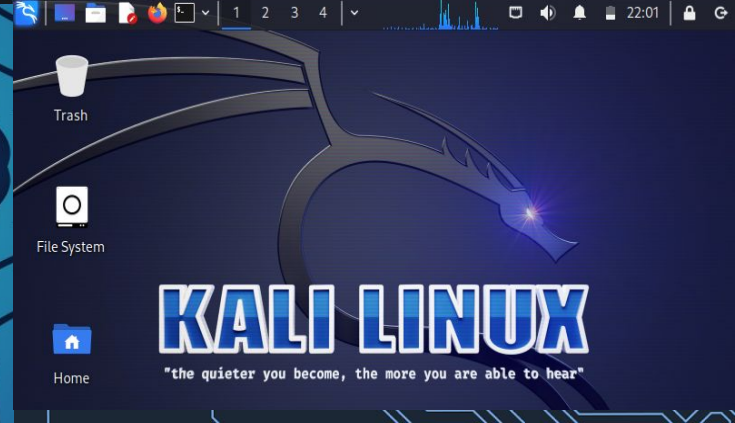 1 2 3 4 22:01
Trash
File System
Home
KALI LINUX
"the quieter you become, the more you are able to hear"